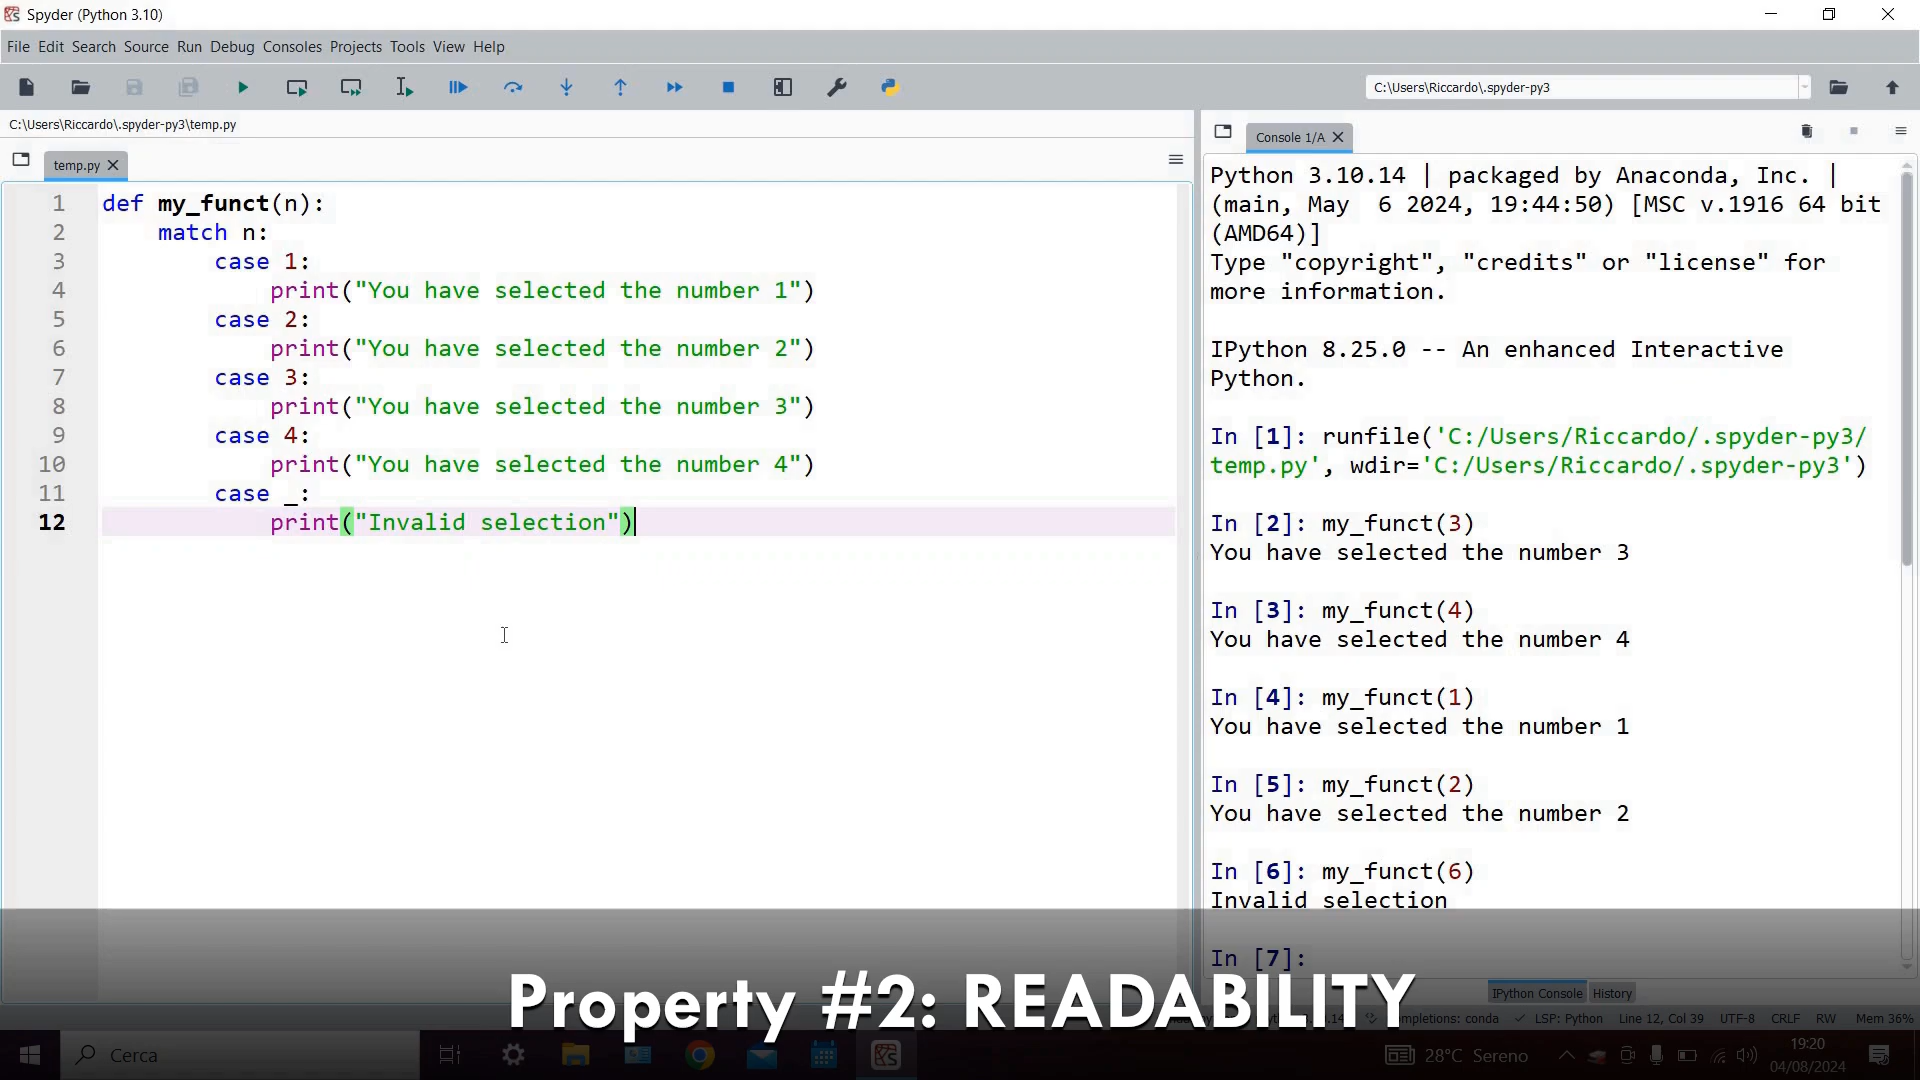 Spyder (Python 3.10)
File Edit Search Source Run Debug Consoles Projects Tools View Help
C:\Users\Riccardo\.spyder-py3
C:\Users\Riccardo\.spyder-py3\temp.py
temp.py
1 def my_funct(n):
2 match n:
3 case 1:
4 print("You have selected the number 1")
5 case 2:
6 print("You have selected the number 2")
7 case 3:
8 print("You have selected the number 3")
9 case 4:
10 print("You have selected the number 4")
11 case _:
12 print("Invalid selection")
Console 1/A
Python 3.10.14 | packaged by Anaconda, Inc. |
(main, May  6 2024, 19:44:50) [MSC v.1916 64 bit
(AMD64)]
Type "copyright", "credits" or "license" for
more information.
IPython 8.25.0 -- An enhanced Interactive
Python.
In [1]: runfile('C:/Users/Riccardo/.spyder-py3/
temp.py', wdir='C:/Users/Riccardo/.spyder-py3')
In [2]: my_funct(3)
You have selected the number 3
In [3]: my_funct(4)
You have selected the number 4
In [4]: my_funct(1)
You have selected the number 1
In [5]: my_funct(2)
You have selected the number 2
In [6]: my_funct(6)
Invalid selection
In [7]:
IPython Console History
Property #2: READABILITY
conda LSP: Python Line 12, Col 39 UTF-8 CRLF RW Mem 36%
Cerca
28°C Sereno
19:20
04/08/2024